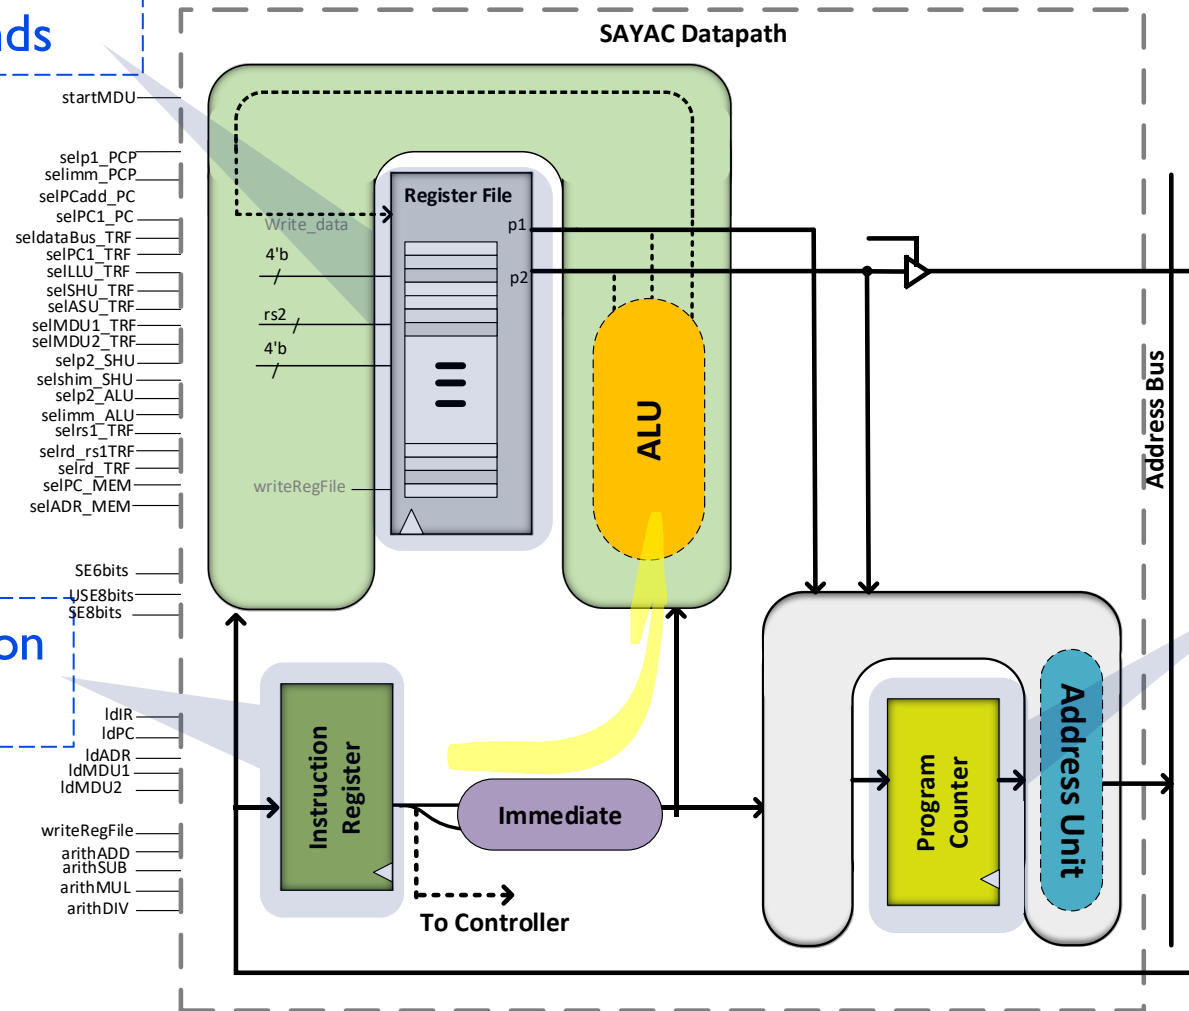 nds
SAYAC Datapath
startMDU
selp1_PCP
selimm_PCP
selPCadd_PC
selPC1_PC
seldataBus_TRF
selPC1_TRF
selLLU_TRF
selSHU_TRF
selASU_TRF
selMDU1_TRF
selMDU2_TRF
selp2_SHU
selshim_SHU
selp2_ALU
selimm_ALU
selrs1_TRF
selrd_rs1TRF
selrd_TRF
selPC_MEM
selADR_MEM
SE6bits
USE8bits
SE8bits
on
ldIR
ldPC
ldADR
ldMDU1
ldMDU2
writeRegFile
arithADD
arithSUB
arithMUL
arithDIV
Register File
Write_data
p1
4'b
p2
rs2
4'b
writeRegFile
ALU
Address Bus
Instruction
Register
Immediate
To Controller
Program
Counter
Address Unit